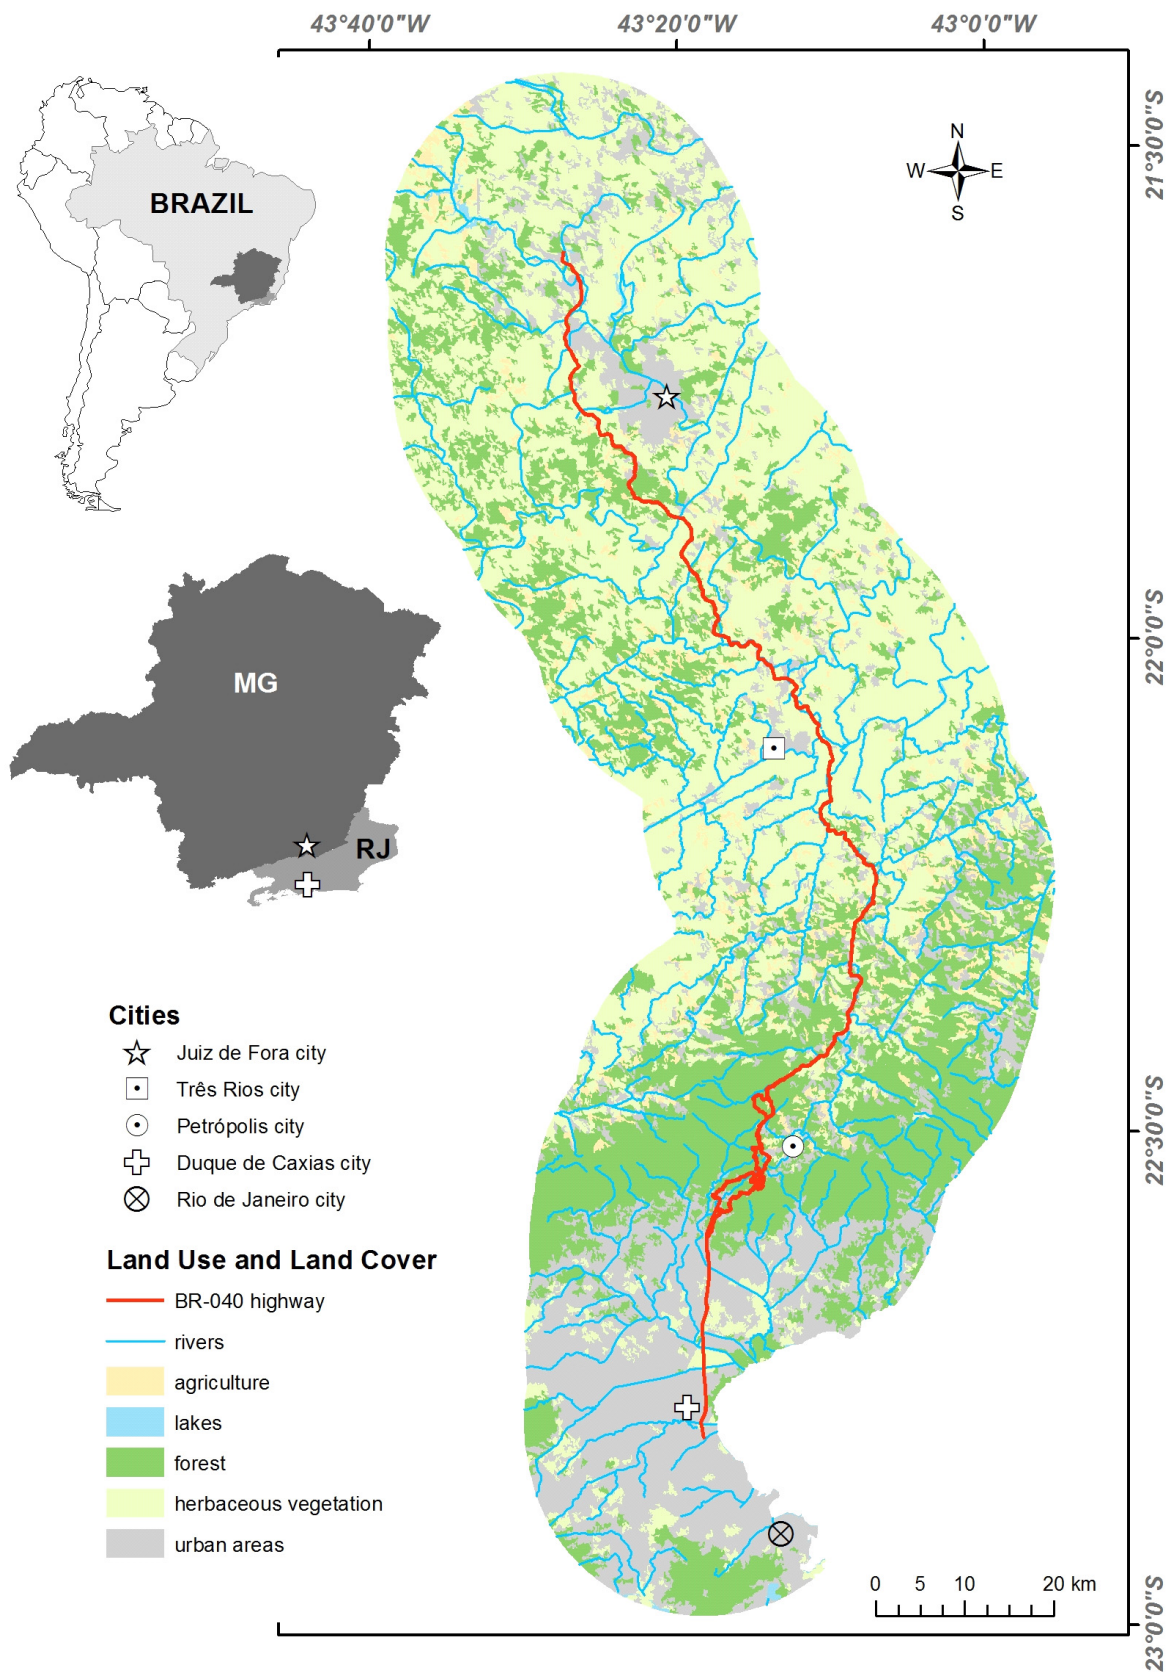 43°40'0"W 43°20'0"W 43°0'0"W
21°30'0"S
N
W E
S
BRAZIL
22°0'0"S
MG
RJ
Cities
Juiz de Fora city
Três Rios city
Petrópolis city
Duque de Caxias city
Rio de Janeiro city
22°30'0"S
Land Use and Land Cover
BR-040 highway
rivers
agriculture
lakes
forest
herbaceous vegetation
urban areas
0 5 10 20 km
23°0'0"S